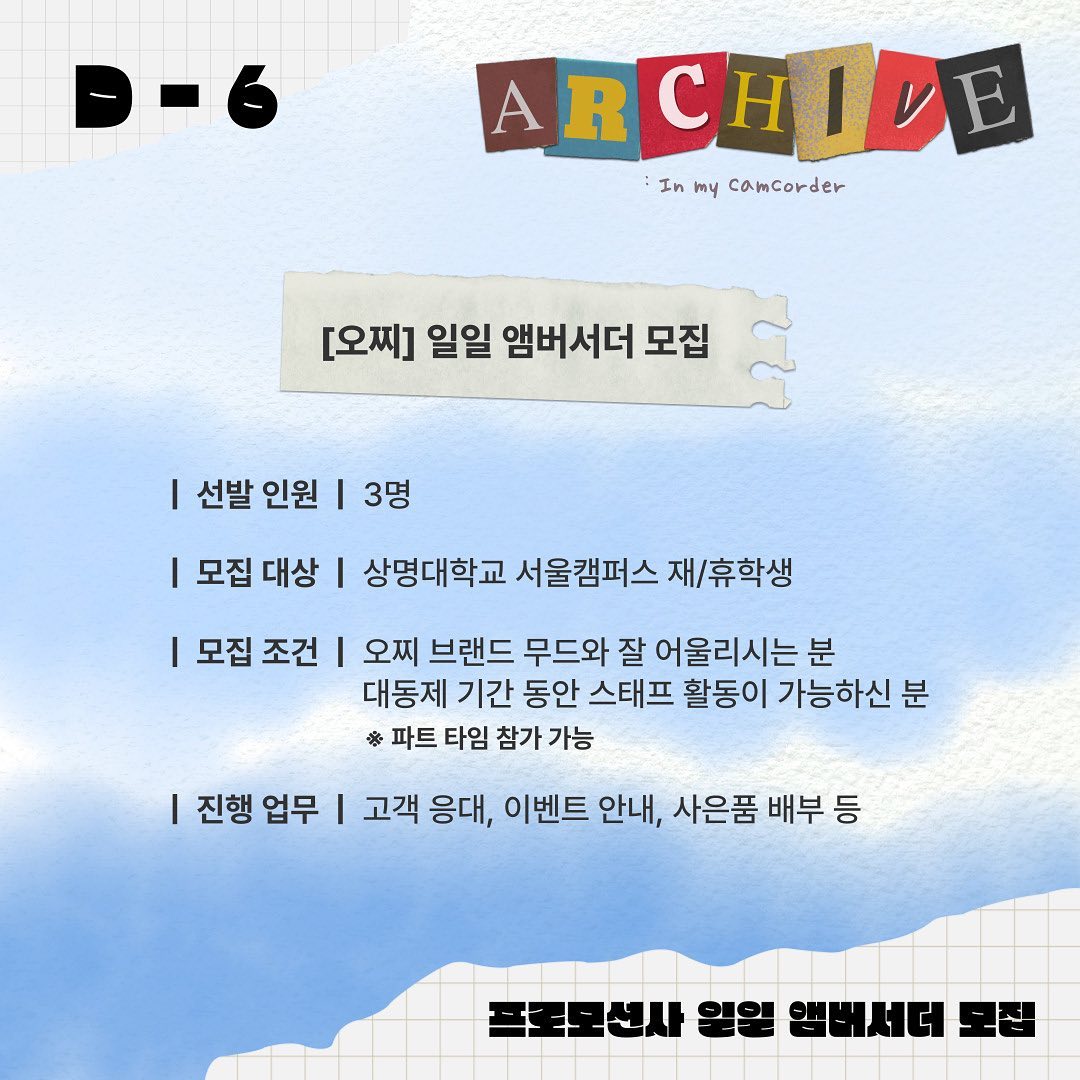 D-6
ARCHIVE
: In my camcorder
[오찌] 일일 앰버서더 모집
| 선발 인원 | 3명
| 모집 대상 | 상명대학교 서울캠퍼스 재/휴학생
| 모집 조건 | 오찌 브랜드 무드와 잘 어울리시는 분
대동제 기간 동안 스태프 활동이 가능하신 분
※ 파트 타임 참가 가능
| 진행 업무 | 고객 응대, 이벤트 안내, 사은품 배부 등
프로모션사 일일 앰버서더 모집